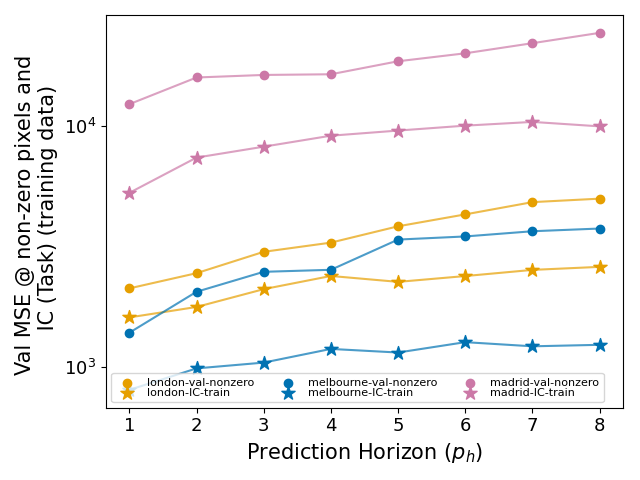 Val MSE @ non-zero pixels and
IC (Task) (training data)
10⁴
10³
london-val-nonzero
london-IC-train
melbourne-val-nonzero
melbourne-IC-train
madrid-val-nonzero
madrid-IC-train
1 2 3 4 5 6 7 8
Prediction Horizon (pₕ)